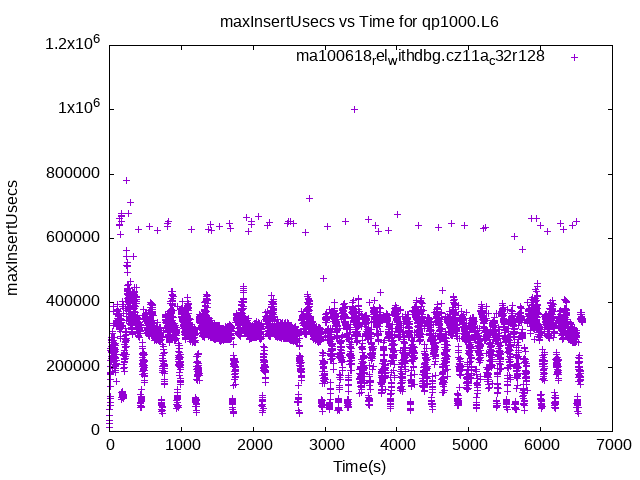 maxInsertUsecs vs Time for qp1000.L6
1.2x10^6
ma100618_rel_withdbg.cz11a_c32r128
1x10^6
800000
maxInsertUsecs
600000
400000
200000
0
0 1000 2000 3000 4000 5000 6000 7000
Time(s)